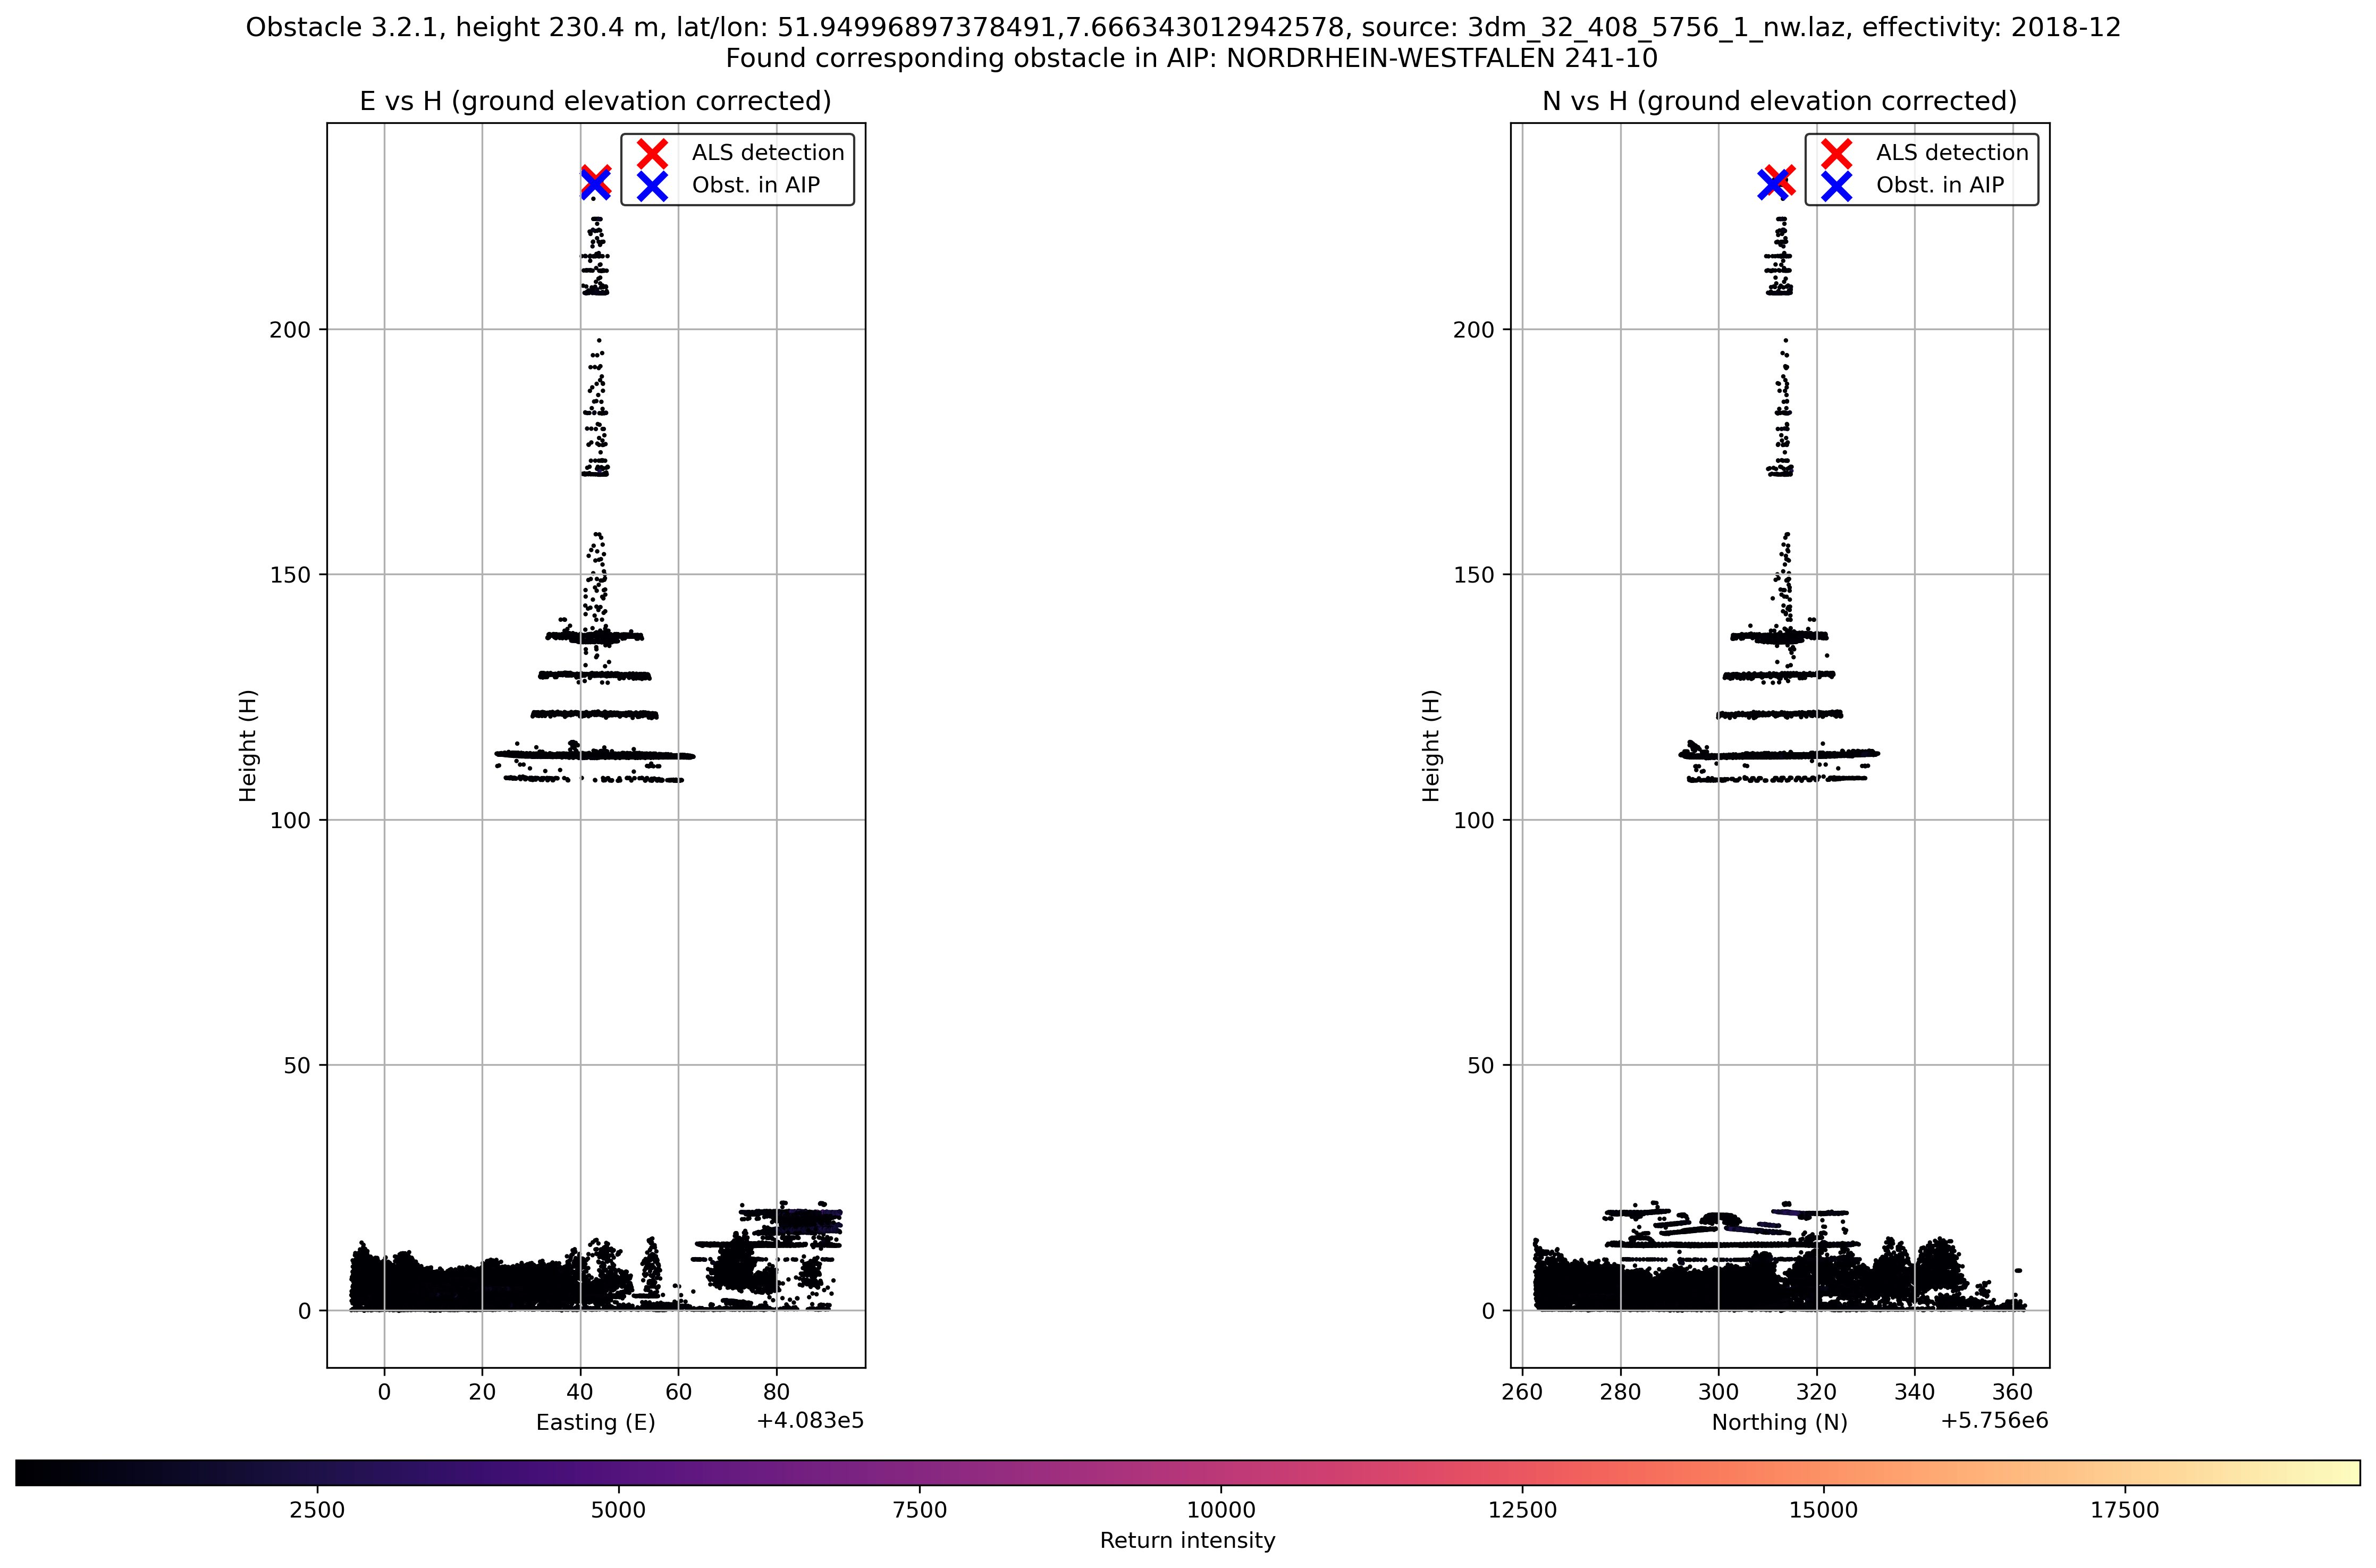 Obstacle 3.2.1, height 230.4 m, lat/lon: 51.94996897378491,7.666343012942578, source: 3dm_32_408_5756_1_nw.laz, effectivity: 2018-12
Found corresponding obstacle in AIP: NORDRHEIN-WESTFALEN 241-10
E vs H (ground elevation corrected)
ALS detection
Obst. in AIP
200
150
100
50
0
Height (H)
0 20 40 60 80
Easting (E)
+4.083e5
N vs H (ground elevation corrected)
ALS detection
Obst. in AIP
200
150
100
50
0
Height (H)
260 280 300 320 340 360
Northing (N)
+5.756e6
2500 5000 7500 10000 12500 15000 17500
Return intensity